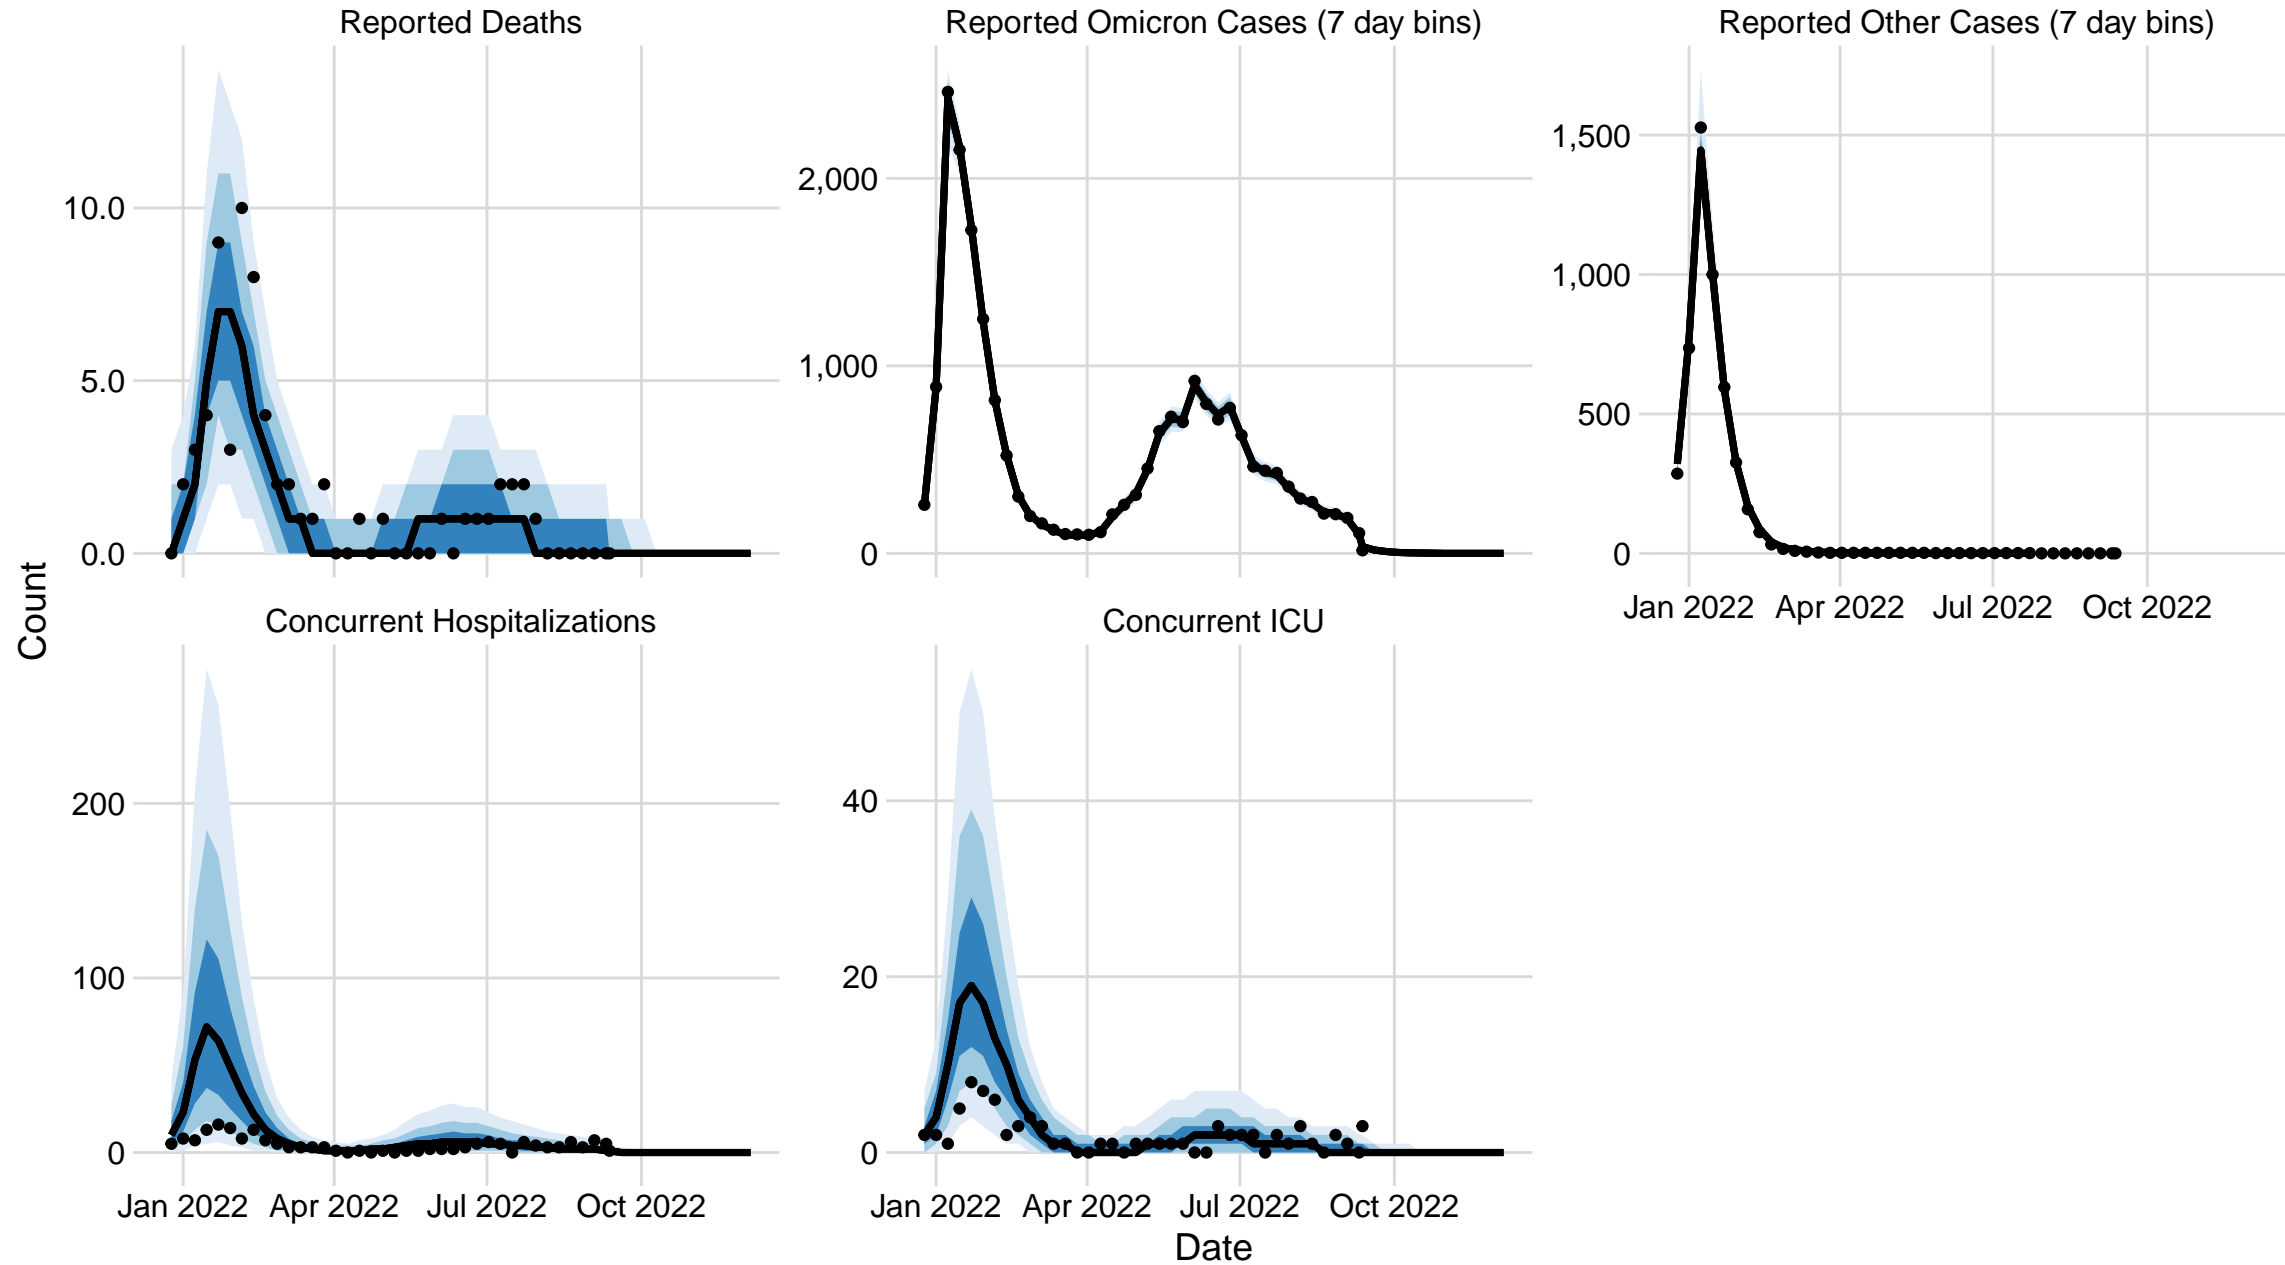 Reported Deaths
Reported Omicron Cases (7 day bins)
Reported Other Cases (7 day bins)
10.0
5.0
0.0
2,000
1,000
0
1,500
1,000
500
0
Jan 2022 Apr 2022 Jul 2022 Oct 2022
Count
Concurrent Hospitalizations
Concurrent ICU
200
100
0
40
20
0
Jan 2022 Apr 2022 Jul 2022 Oct 2022
Jan 2022 Apr 2022 Jul 2022 Oct 2022
Date